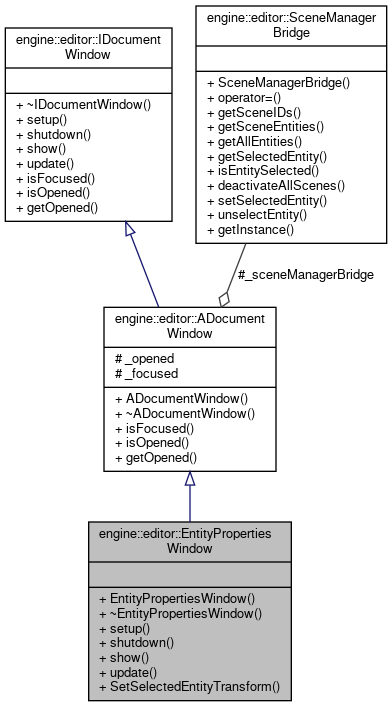 engine::editor::IDocument
Window
+ ~IDocumentWindow()
+ setup()
+ shutdown()
+ show()
+ update()
+ isFocused()
+ isOpened()
+ getOpened()
engine::editor::SceneManager
Bridge
+ SceneManagerBridge()
+ operator=()
+ getSceneIDs()
+ getSceneEntities()
+ getAllEntities()
+ getSelectedEntity()
+ isEntitySelected()
+ deactivateAllScenes()
+ setSelectedEntity()
+ unselectEntity()
+ getInstance()
#_sceneManagerBridge
engine::editor::ADocument
Window
# _opened
# _focused
+ ADocumentWindow()
+ ~ADocumentWindow()
+ isFocused()
+ isOpened()
+ getOpened()
engine::editor::EntityProperties
Window
+ EntityPropertiesWindow()
+ ~EntityPropertiesWindow()
+ setup()
+ shutdown()
+ show()
+ update()
+ SetSelectedEntityTransform()